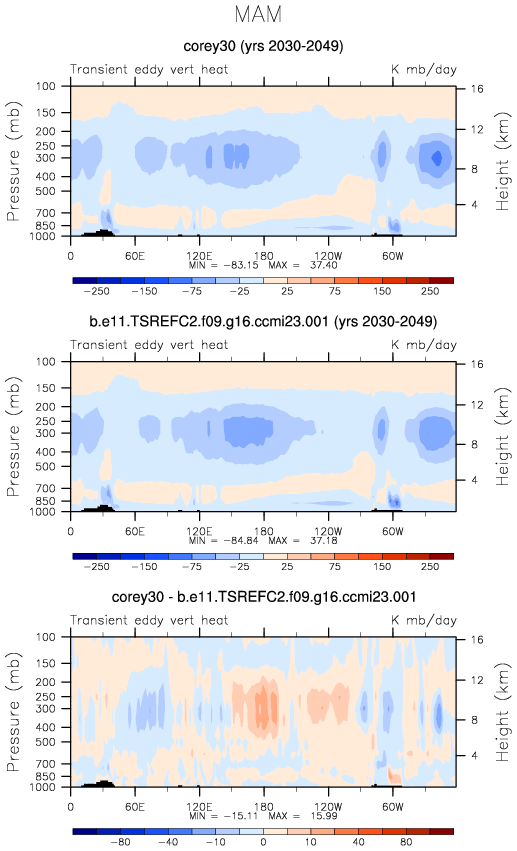 MAM
corey30 (yrs 2030-2049)
Transient eddy vert heat K mb/day
Pressure (mb)
100
150
200
250
300
400
500
700
850
1000
16
12
8
4
Height (km)
0 60E 120E 180 120W 60W
MIN = -83.15 MAX = 37.40
-250 -150 -75 -25 25 75 150 250
b.e11.TSREFC2.f09.g16.ccmi23.001 (yrs 2030-2049)
Transient eddy vert heat K mb/day
Pressure (mb)
100
150
200
250
300
400
500
700
850
1000
16
12
8
4
Height (km)
0 60E 120E 180 120W 60W
MIN = -84.84 MAX = 37.18
-250 -150 -75 -25 25 75 150 250
corey30 - b.e11.TSREFC2.f09.g16.ccmi23.001
Transient eddy vert heat K mb/day
Pressure (mb)
100
150
200
250
300
400
500
700
850
1000
16
12
8
4
Height (km)
0 60E 120E 180 120W 60W
MIN = -15.11 MAX = 15.99
-80 -40 -10 0 10 40 80